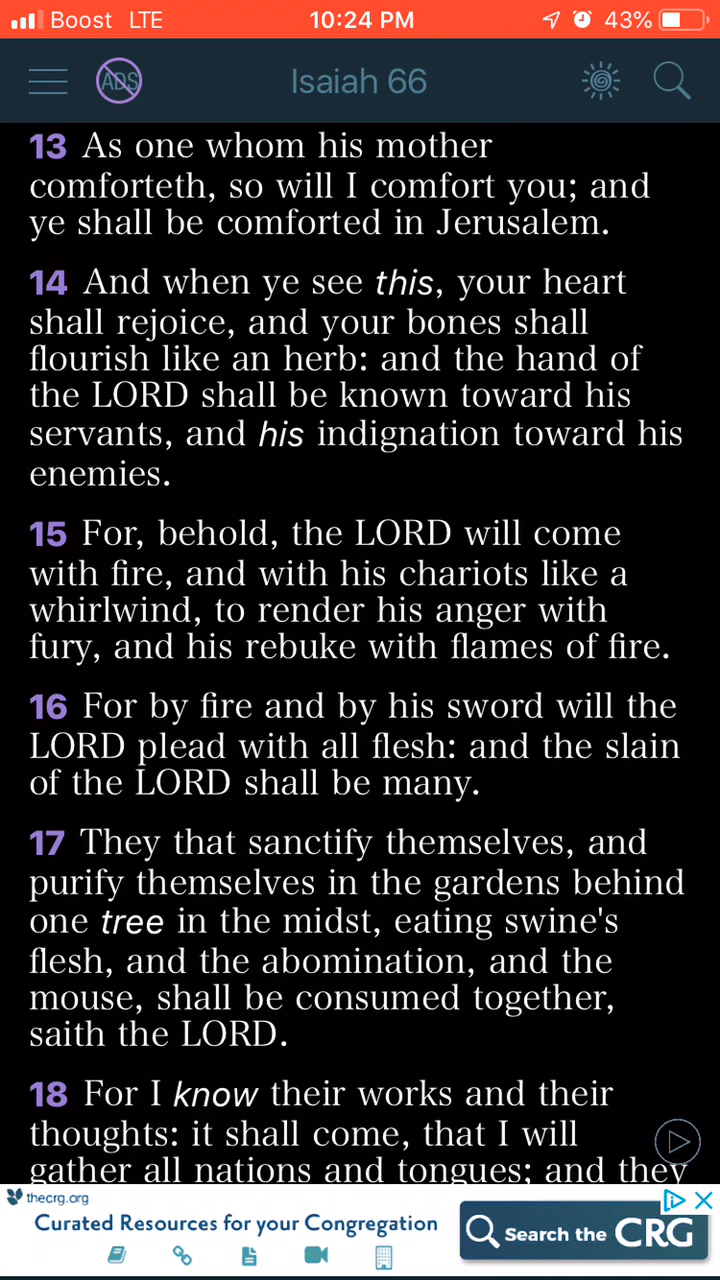 Boost LTE 10:24 PM 43%
ADS Isaiah 66
13 As one whom his mother
comforteth, so will I comfort you; and
ye shall be comforted in Jerusalem.
14 And when ye see this, your heart
shall rejoice, and your bones shall
flourish like an herb: and the hand of
the LORD shall be known toward his
servants, and his indignation toward his
enemies.
15 For, behold, the LORD will come
with fire, and with his chariots like a
whirlwind, to render his anger with
fury, and his rebuke with flames of fire.
16 For by fire and by his sword will the
LORD plead with all flesh: and the slain
of the LORD shall be many.
17 They that sanctify themselves, and
purify themselves in the gardens behind
one tree in the midst, eating swine's
flesh, and the abomination, and the
mouse, shall be consumed together,
saith the LORD.
18 For I know their works and their
thoughts: it shall come, that I will
gather all nations and tongues; and they
thecrg.org
Curated Resources for your Congregation
Search the CRG